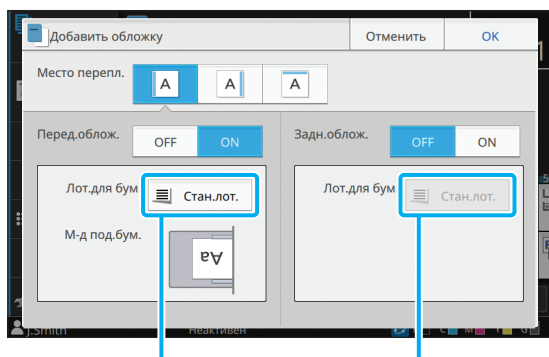 Добавить обложку
Отменить
OK
Место перепл.
A
A
A
Перед.облож.
OFF
ON
Задн.облож.
OFF
ON
Лот.для бум
Стан.лот.
Лот.для бум
Стан.лот.
М-д под.бум.
Aa
J.Smith
Неактивен
C
M
Y